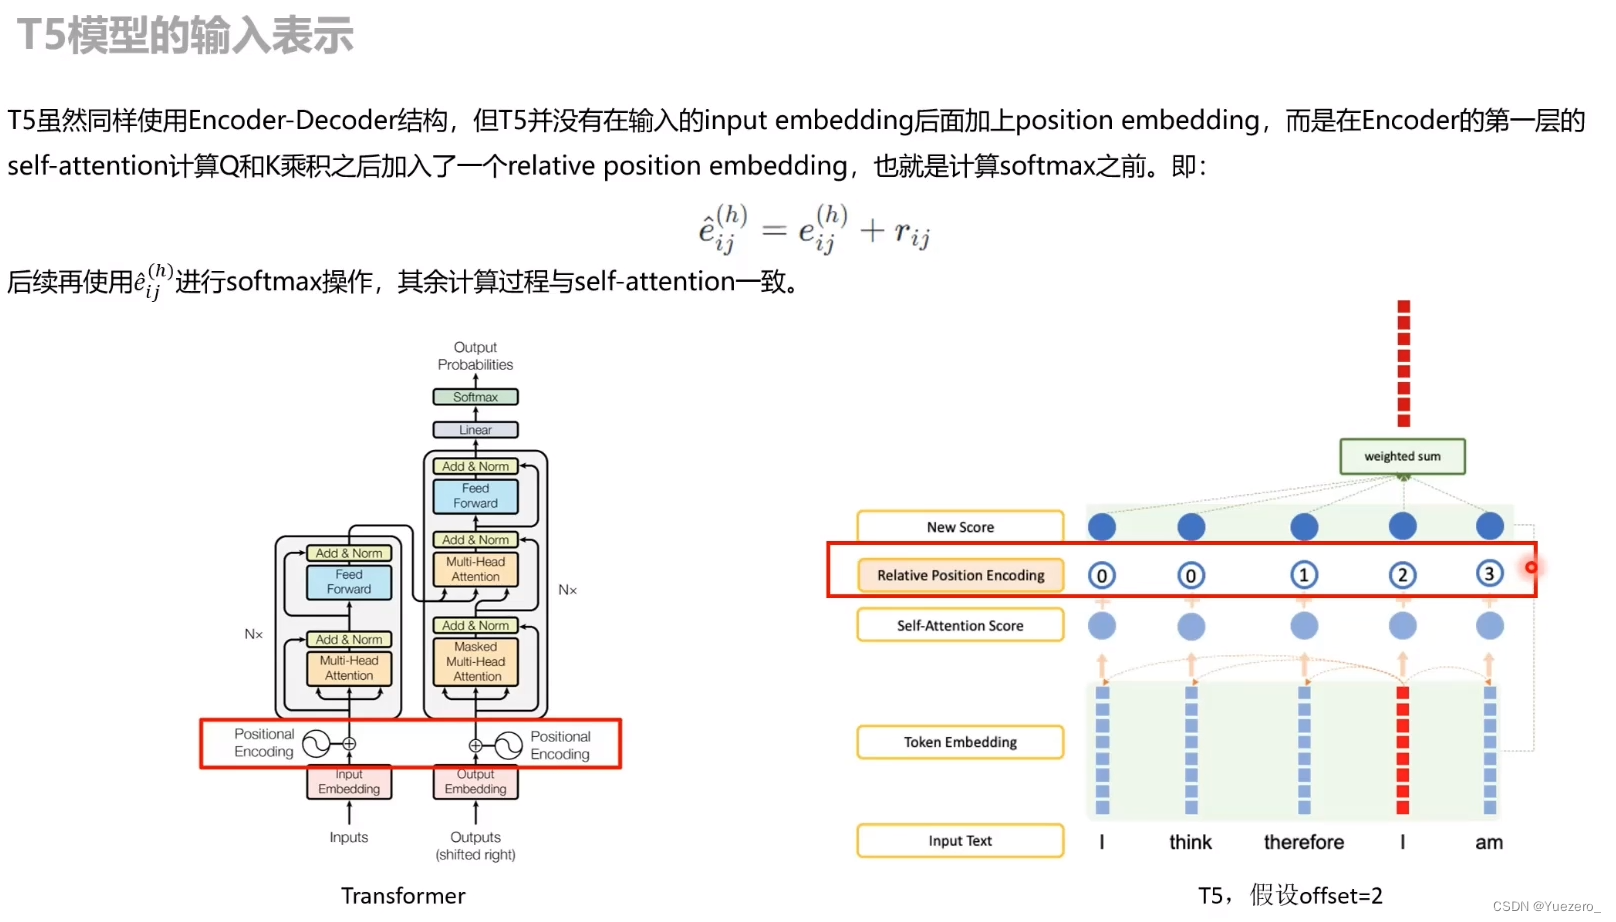 T5模型的输入表示
T5虽然同样使用Encoder-Decoder结构，但T5并没有在输入的input embedding后面加上position embedding，而是在Encoder的第一层的
self-attention计算Q和K乘积之后加入了一个relative position embedding，也就是计算softmax之前。即：
ê_{ij}^{(h)} = e_{ij}^{(h)} + r_{ij}
后续再使用ê_{ij}^{(h)}进行softmax操作，其余计算过程与self-attention一致。
Output
Probabilities
Softmax
Linear
Add & Norm
Feed
Forward
Add & Norm
Multi-Head
Attention
Add & Norm
Masked
Multi-Head
Attention
Nx
Add & Norm
Feed
Forward
Nx
Add & Norm
Multi-Head
Attention
Positional
Encoding
Positional
Encoding
Input
Embedding
Output
Embedding
Inputs
Outputs
(shifted right)
Transformer
weighted sum
New Score
Relative Position Encoding 0 0 1 2 3
Self-Attention Score
Token Embedding
Input Text I think therefore I am
T5，假设offset=2
CSDN @Yuezero_